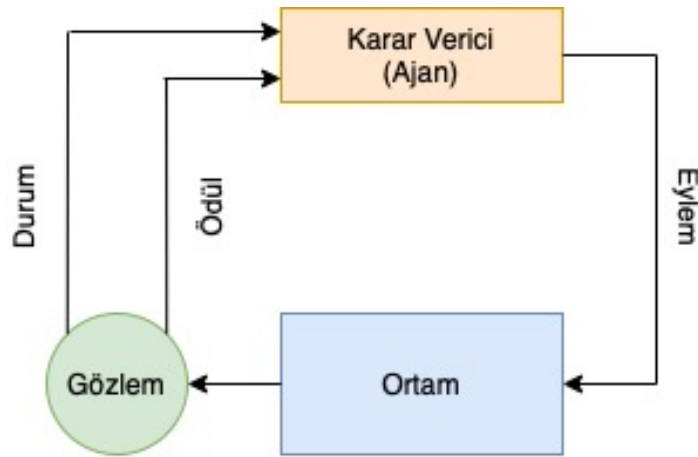 Karar Verici
(Ajan)
Durum
Ödül
Eylem
Gözlem
Ortam